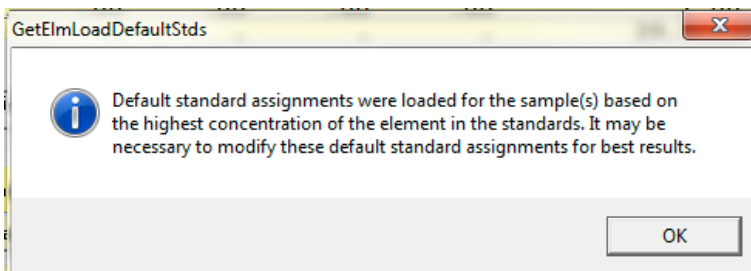 GetElmLoadDefaultStds
Default standard assignments were loaded for the sample(s) based on
the highest concentration of the element in the standards. It may be
necessary to modify these default standard assignments for best results.
OK